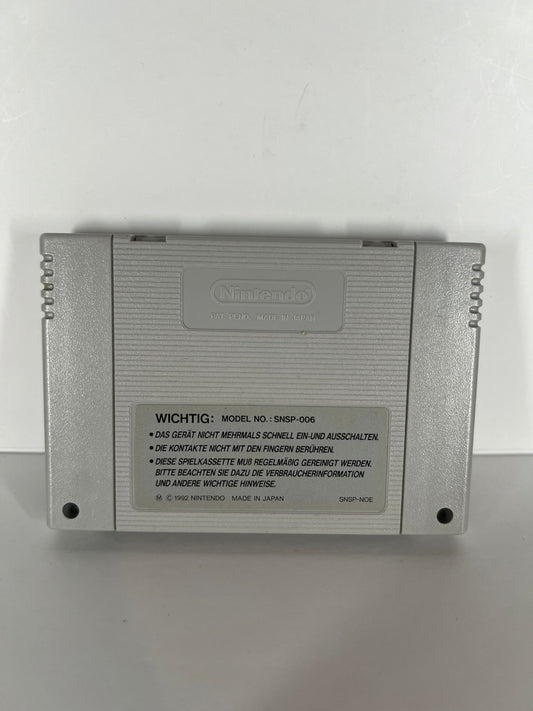 Nintendo
PAT. PEND. MADE IN JAPAN
WICHTIG: MODEL NO.: SNSP-006
• DAS GERÄT NICHT MEHRMALS SCHNELL EIN-UND AUSSCHALTEN.
• DIE KONTAKTE NICHT MIT DEN FINGERN BERÜHREN.
• DIESE SPIELKASSETTE MUß REGELMÄßIG GEREINIGT WERDEN.
BITTE BEACHTEN SIE DAZU DIE VERBRAUCHERINFORMATION
UND ANDERE WICHTIGE HINWEISE.
Ⓜ © 1992 NINTENDO MADE IN JAPAN SNSP-NOE